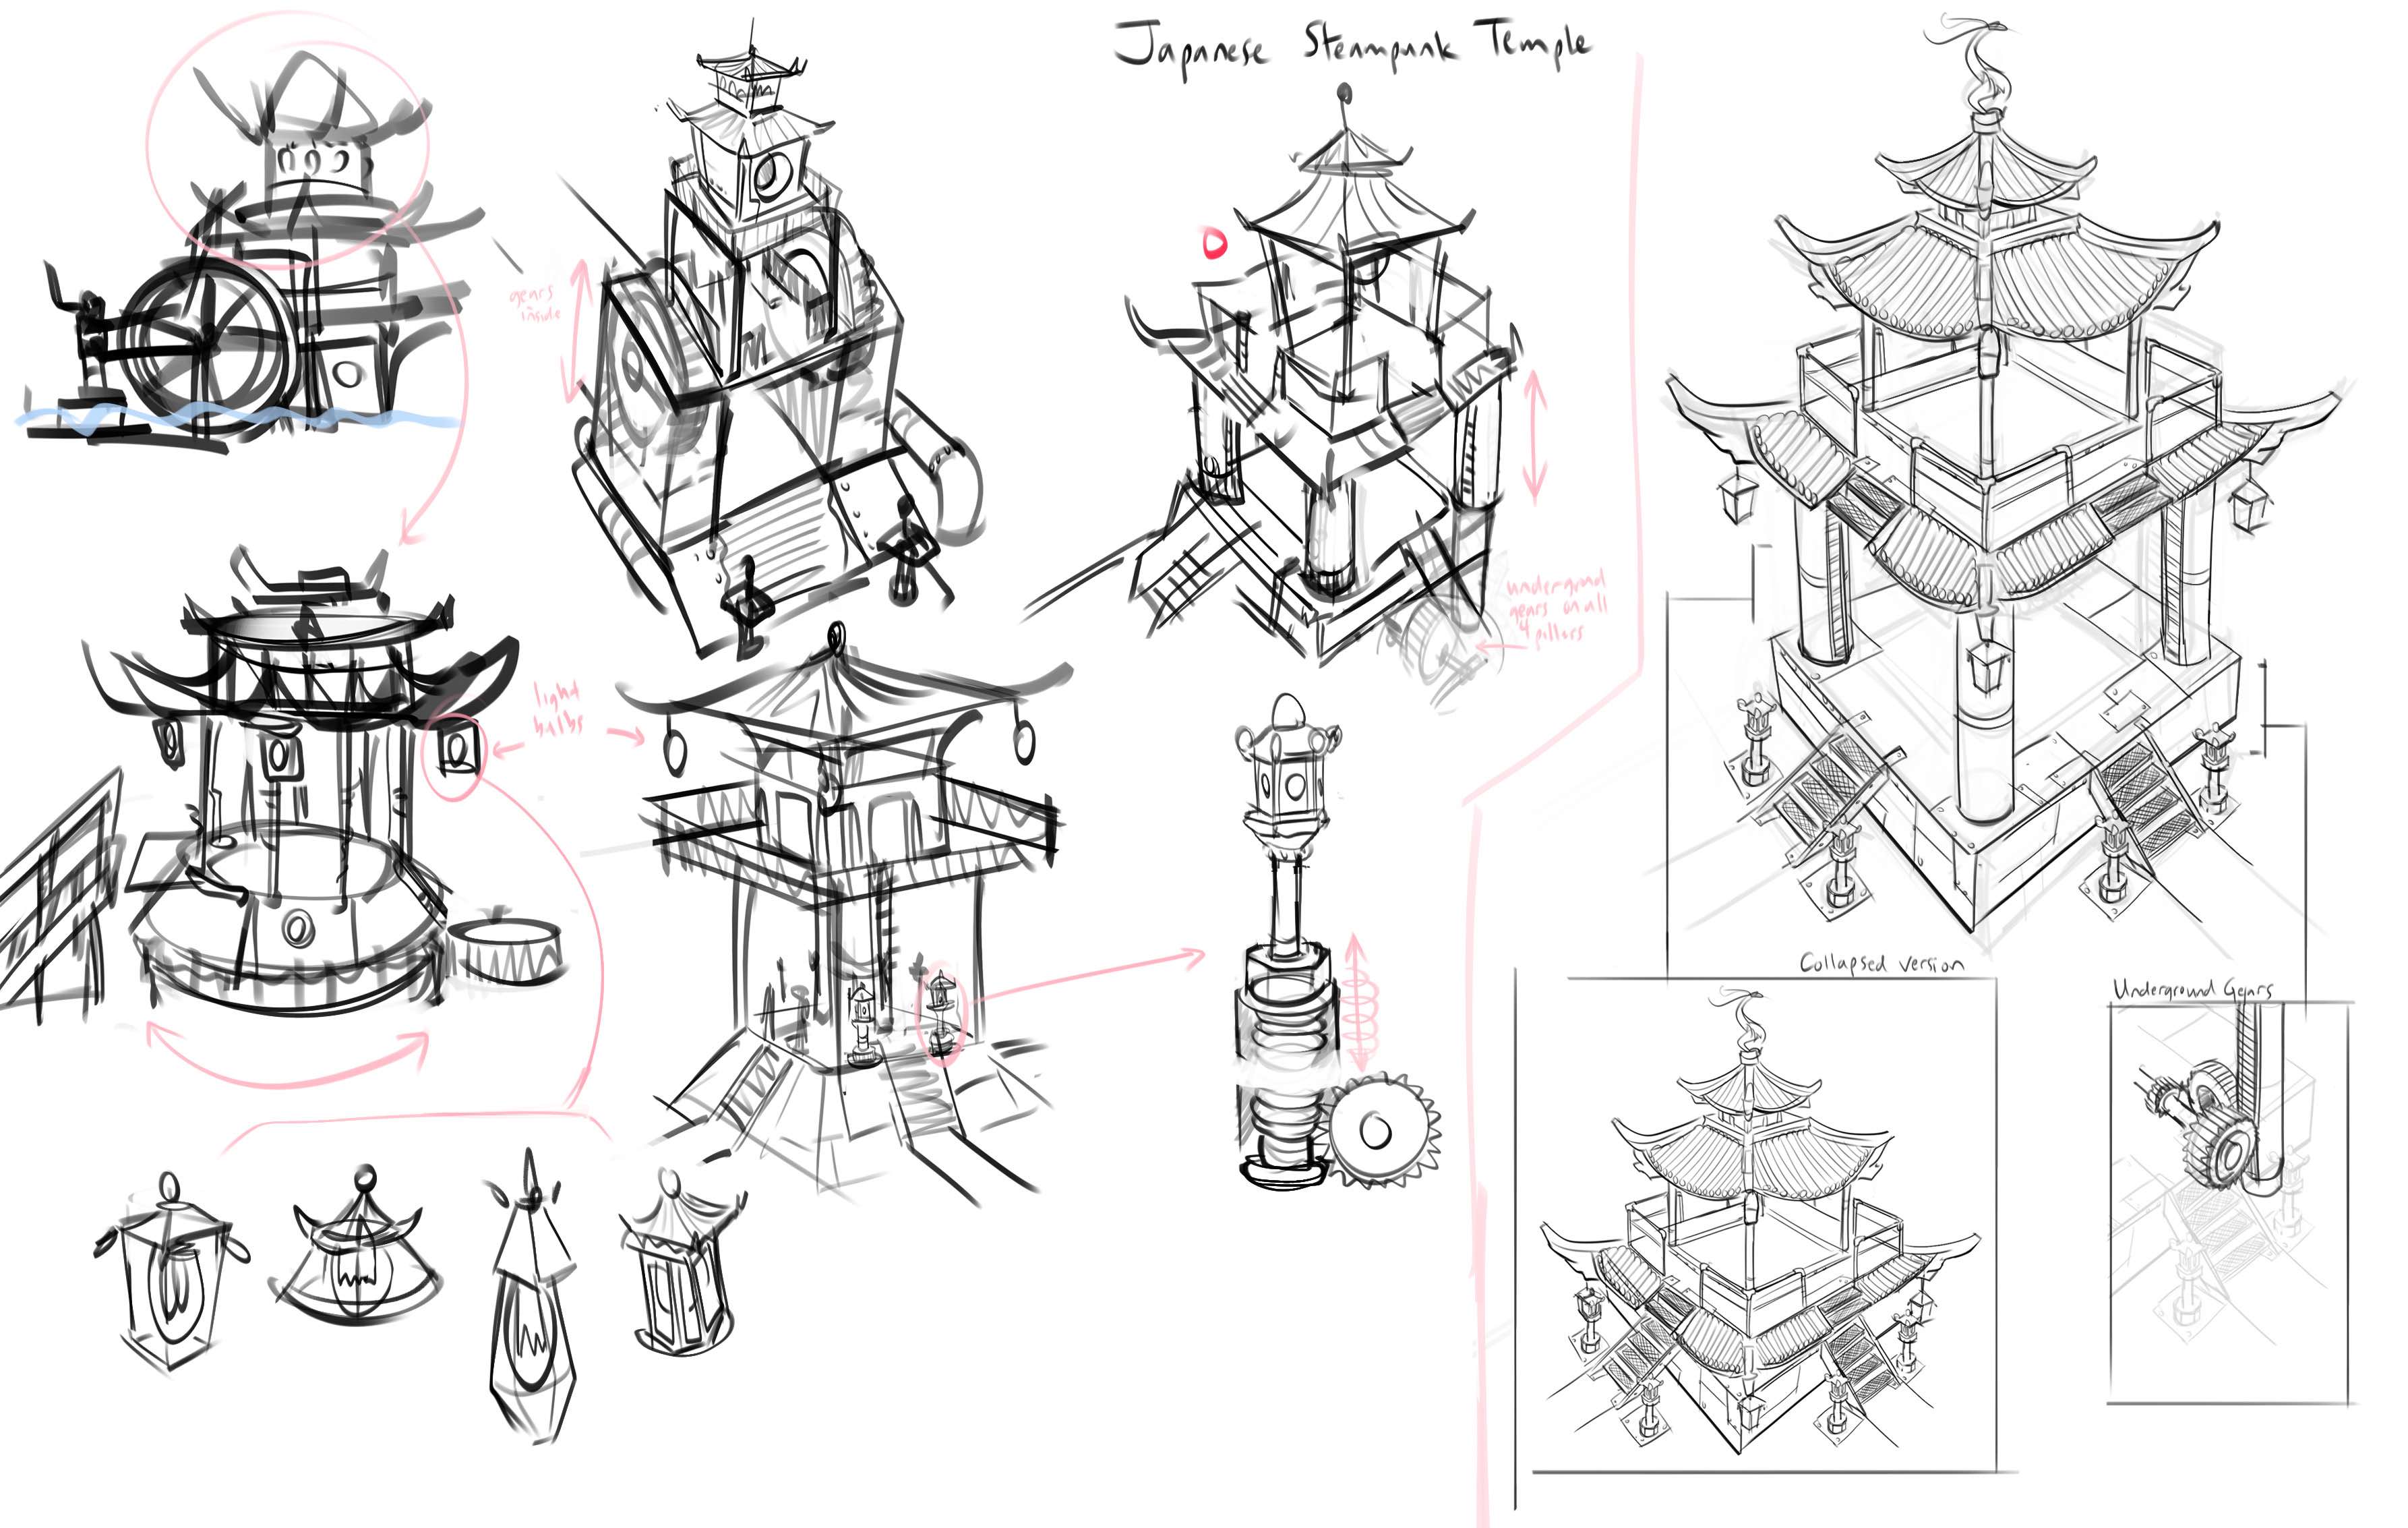 Japanese Steampunk Temple
gears
inside
underground
gears on all
4 pillars
light
bulbs
Collapsed version
Underground Gears